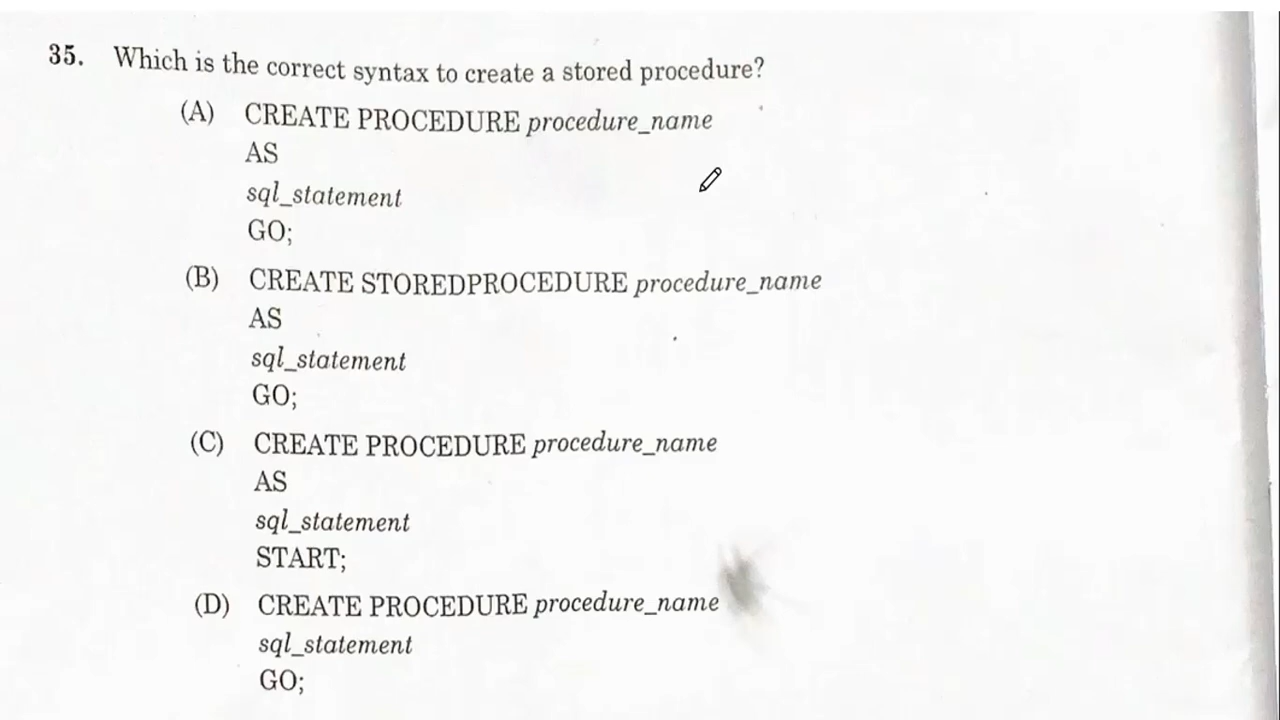 35. Which is the correct syntax to create a stored procedure?
(A) CREATE PROCEDURE procedure_name
AS
sql_statement
GO;
(B) CREATE STOREDPROCEDURE procedure_name
AS
sql_statement
GO;
(C) CREATE PROCEDURE procedure_name
AS
sql_statement
START;
(D) CREATE PROCEDURE procedure_name
sql_statement
GO;